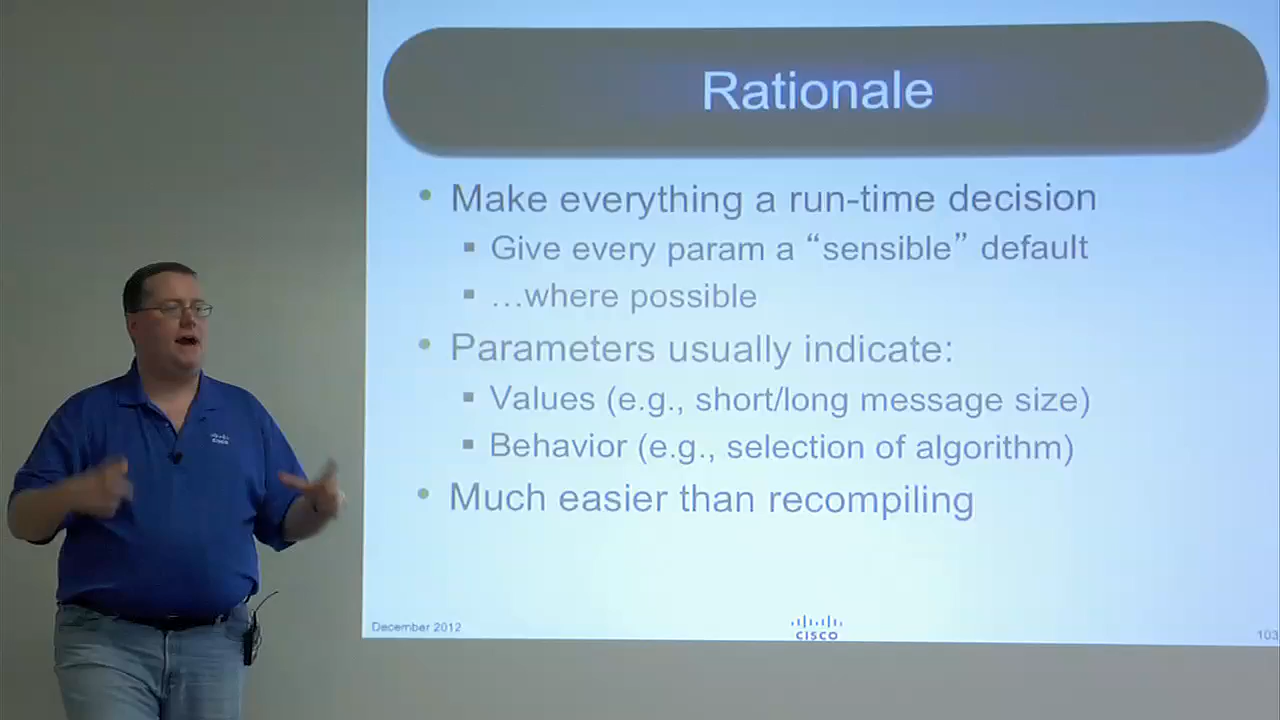 Rationale
• Make everything a run-time decision
▪ Give every param a “sensible” default
▪ …where possible
• Parameters usually indicate:
▪ Values (e.g., short/long message size)
▪ Behavior (e.g., selection of algorithm)
• Much easier than recompiling
December 2012
CISCO
103
CISCO